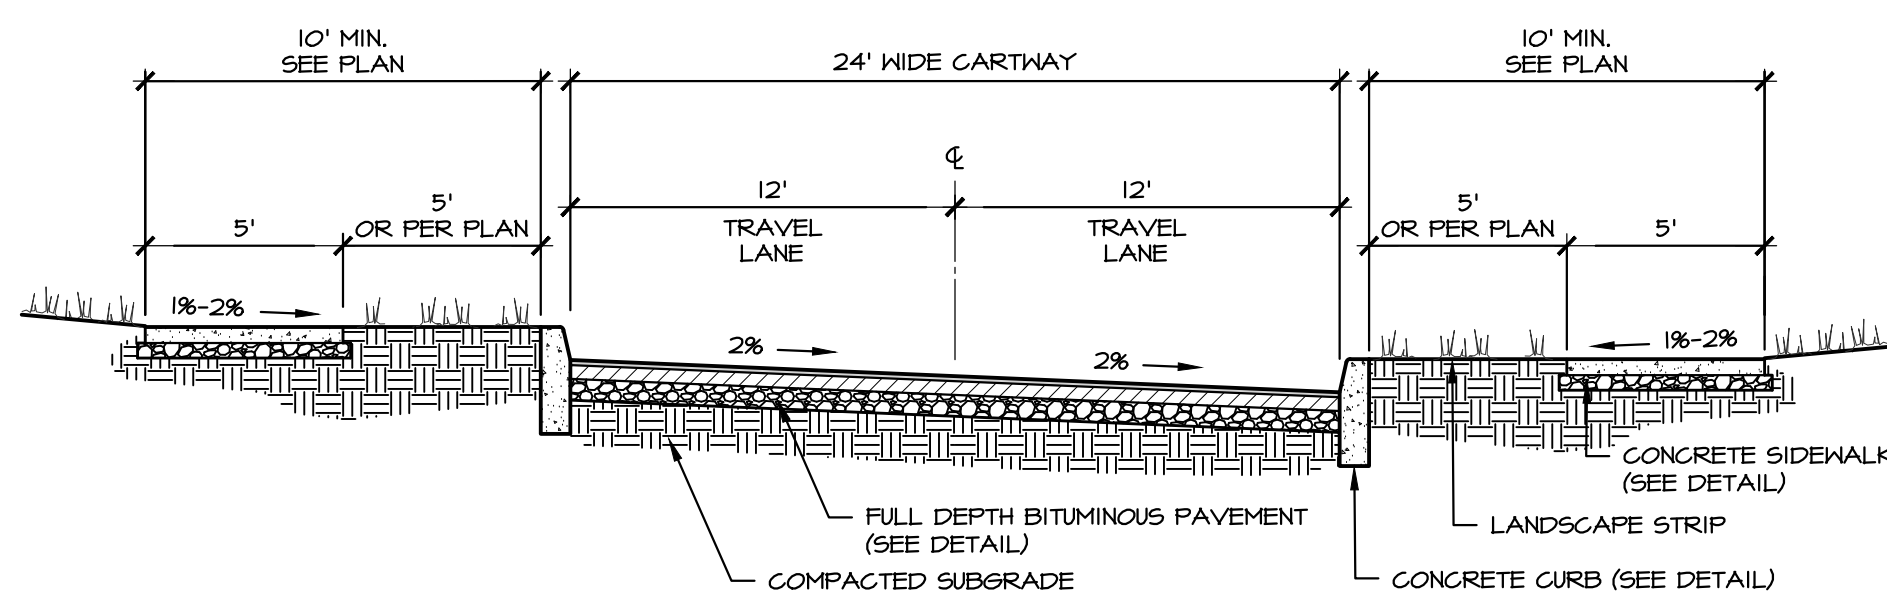 10' MIN.
SEE PLAN
24' WIDE CARTWAY
10' MIN.
SEE PLAN
℄
5'
5'
OR PER PLAN
12'
TRAVEL
LANE
12'
TRAVEL
LANE
5'
OR PER PLAN
5'
1%-2%
2%
2%
1%-2%
CONCRETE SIDEWALK
(SEE DETAIL)
FULL DEPTH BITUMINOUS PAVEMENT
(SEE DETAIL)
LANDSCAPE STRIP
COMPACTED SUBGRADE
CONCRETE CURB (SEE DETAIL)